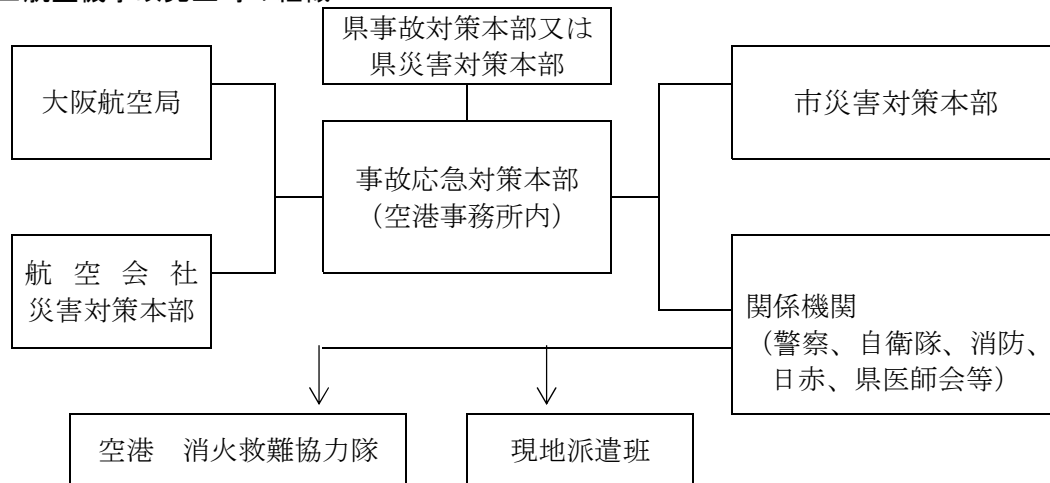 県事故対策本部又は
県災害対策本部
大阪航空局
市災害対策本部
事故応急対策本部
（空港事務所内）
航空会社
災害対策本部
関係機関
（警察、自衛隊、消防、
日赤、県医師会等）
空港　消火救難協力隊
現地派遣班